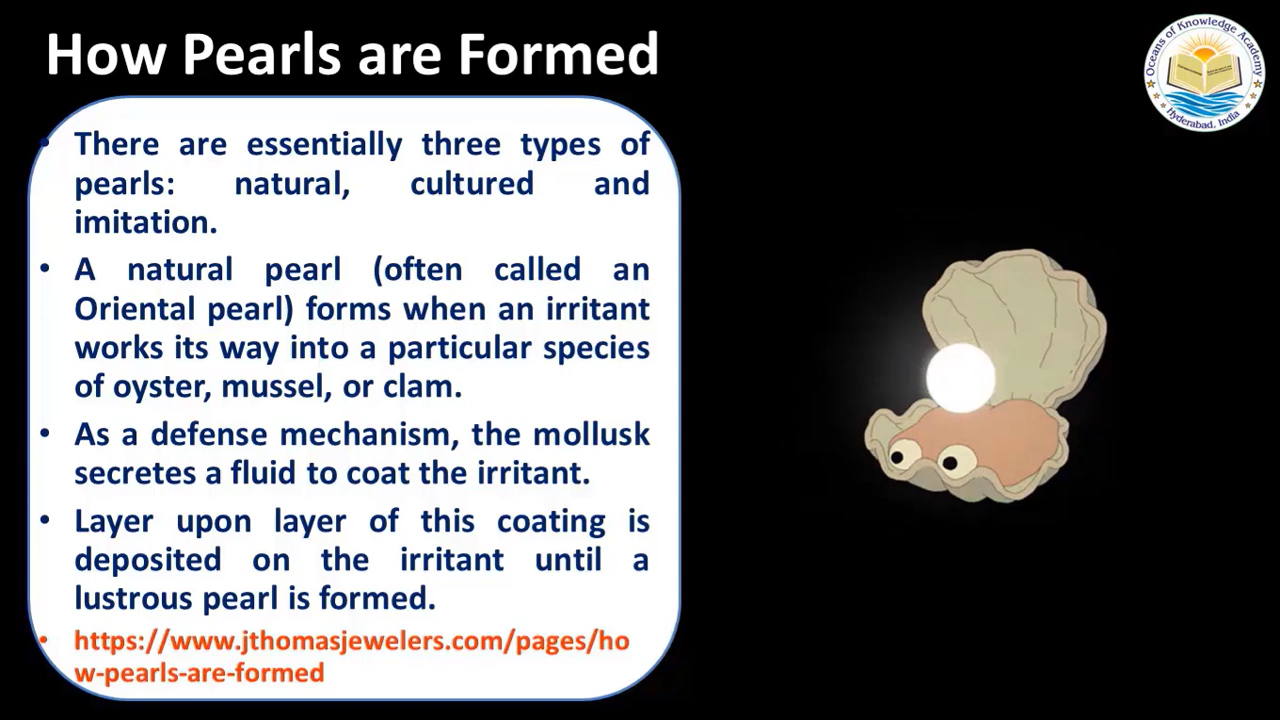 How Pearls are Formed
Oceans of Knowledge Academy
Hyderabad, India
• There are essentially three types of
pearls: natural, cultured and
imitation.
• A natural pearl (often called an
Oriental pearl) forms when an irritant
works its way into a particular species
of oyster, mussel, or clam.
• As a defense mechanism, the mollusk
secretes a fluid to coat the irritant.
• Layer upon layer of this coating is
deposited on the irritant until a
lustrous pearl is formed.
• https://www.jthomasjewelers.com/pages/ho
w-pearls-are-formed